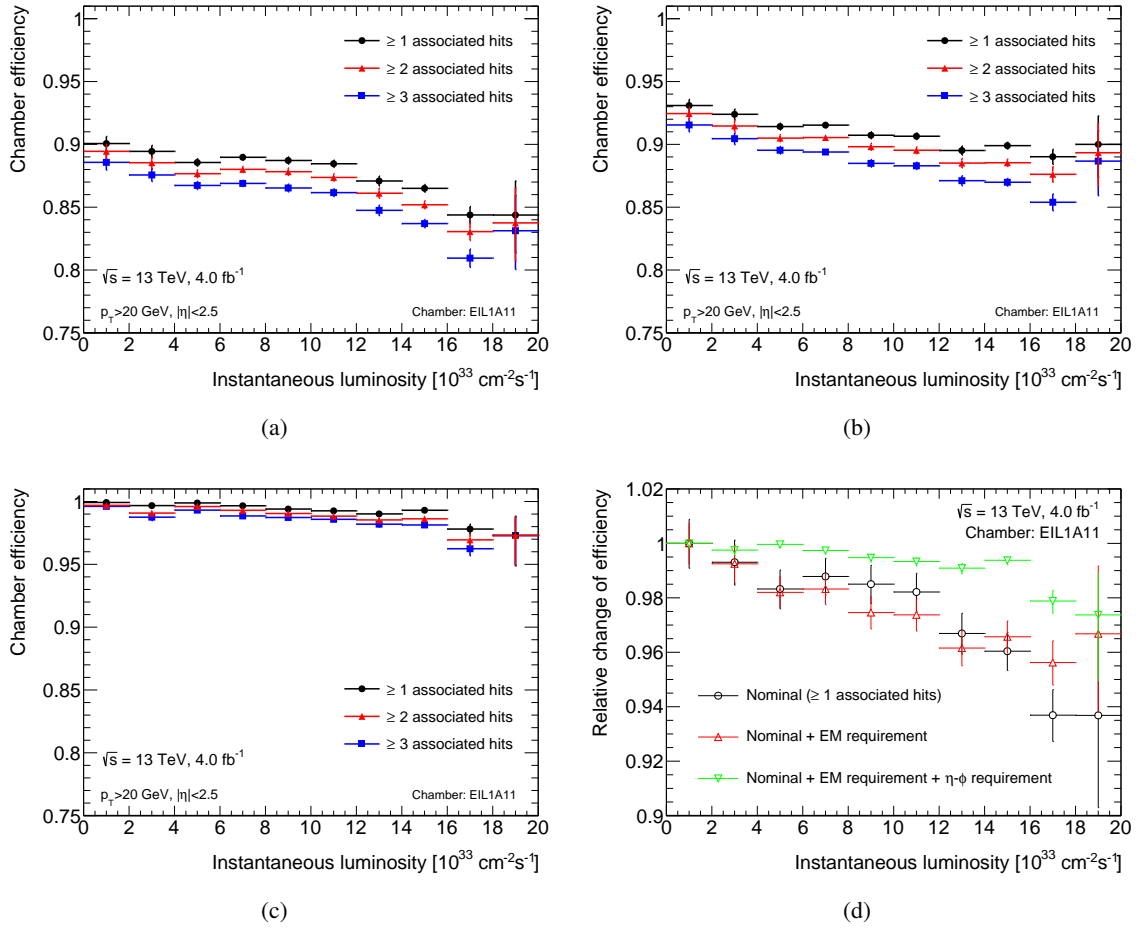 Chamber efficiency
1
0.95
0.9
0.85
0.8
0.75
≥ 1 associated hits
≥ 2 associated hits
≥ 3 associated hits
√s = 13 TeV, 4.0 fb⁻¹
p_T>20 GeV, |η|<2.5
Chamber: EIL1A11
0 2 4 6 8 10 12 14 16 18 20
Instantaneous luminosity [10³³ cm⁻²s⁻¹]
(a)
Chamber efficiency
1
0.95
0.9
0.85
0.8
0.75
≥ 1 associated hits
≥ 2 associated hits
≥ 3 associated hits
√s = 13 TeV, 4.0 fb⁻¹
p_T>20 GeV, |η|<2.5
Chamber: EIL1A11
0 2 4 6 8 10 12 14 16 18 20
Instantaneous luminosity [10³³ cm⁻²s⁻¹]
(b)
Chamber efficiency
1
0.95
0.9
0.85
0.8
0.75
≥ 1 associated hits
≥ 2 associated hits
≥ 3 associated hits
√s = 13 TeV, 4.0 fb⁻¹
p_T>20 GeV, |η|<2.5
Chamber: EIL1A11
0 2 4 6 8 10 12 14 16 18 20
Instantaneous luminosity [10³³ cm⁻²s⁻¹]
(c)
Relative change of efficiency
1.02
1
0.98
0.96
0.94
0.92
0.9
√s = 13 TeV, 4.0 fb⁻¹
Chamber: EIL1A11
Nominal (≥ 1 associated hits)
Nominal + EM requirement
Nominal + EM requirement + η-φ requirement
0 2 4 6 8 10 12 14 16 18 20
Instantaneous luminosity [10³³ cm⁻²s⁻¹]
(d)